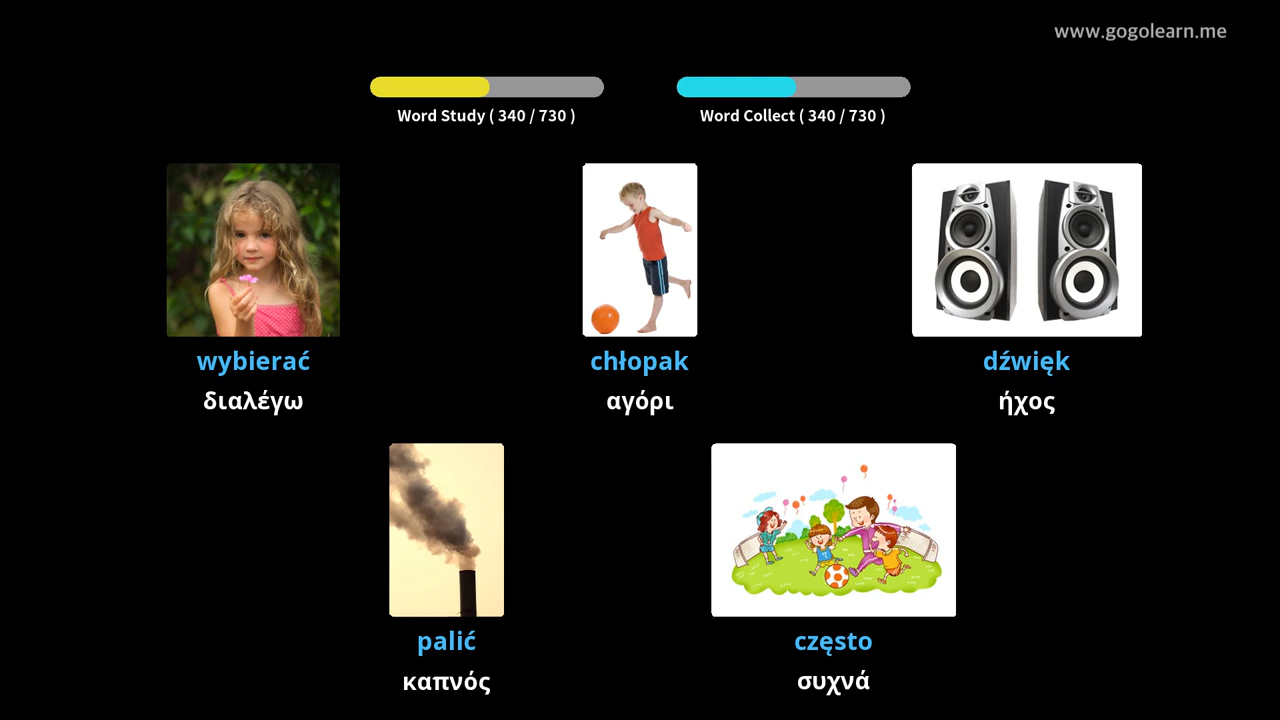 www.gogolearn.me
Word Study ( 340 / 730 )
Word Collect ( 340 / 730 )
wybierać
διαλέγω
chłopak
αγόρι
dźwięk
ήχος
palić
καπνός
często
συχνά